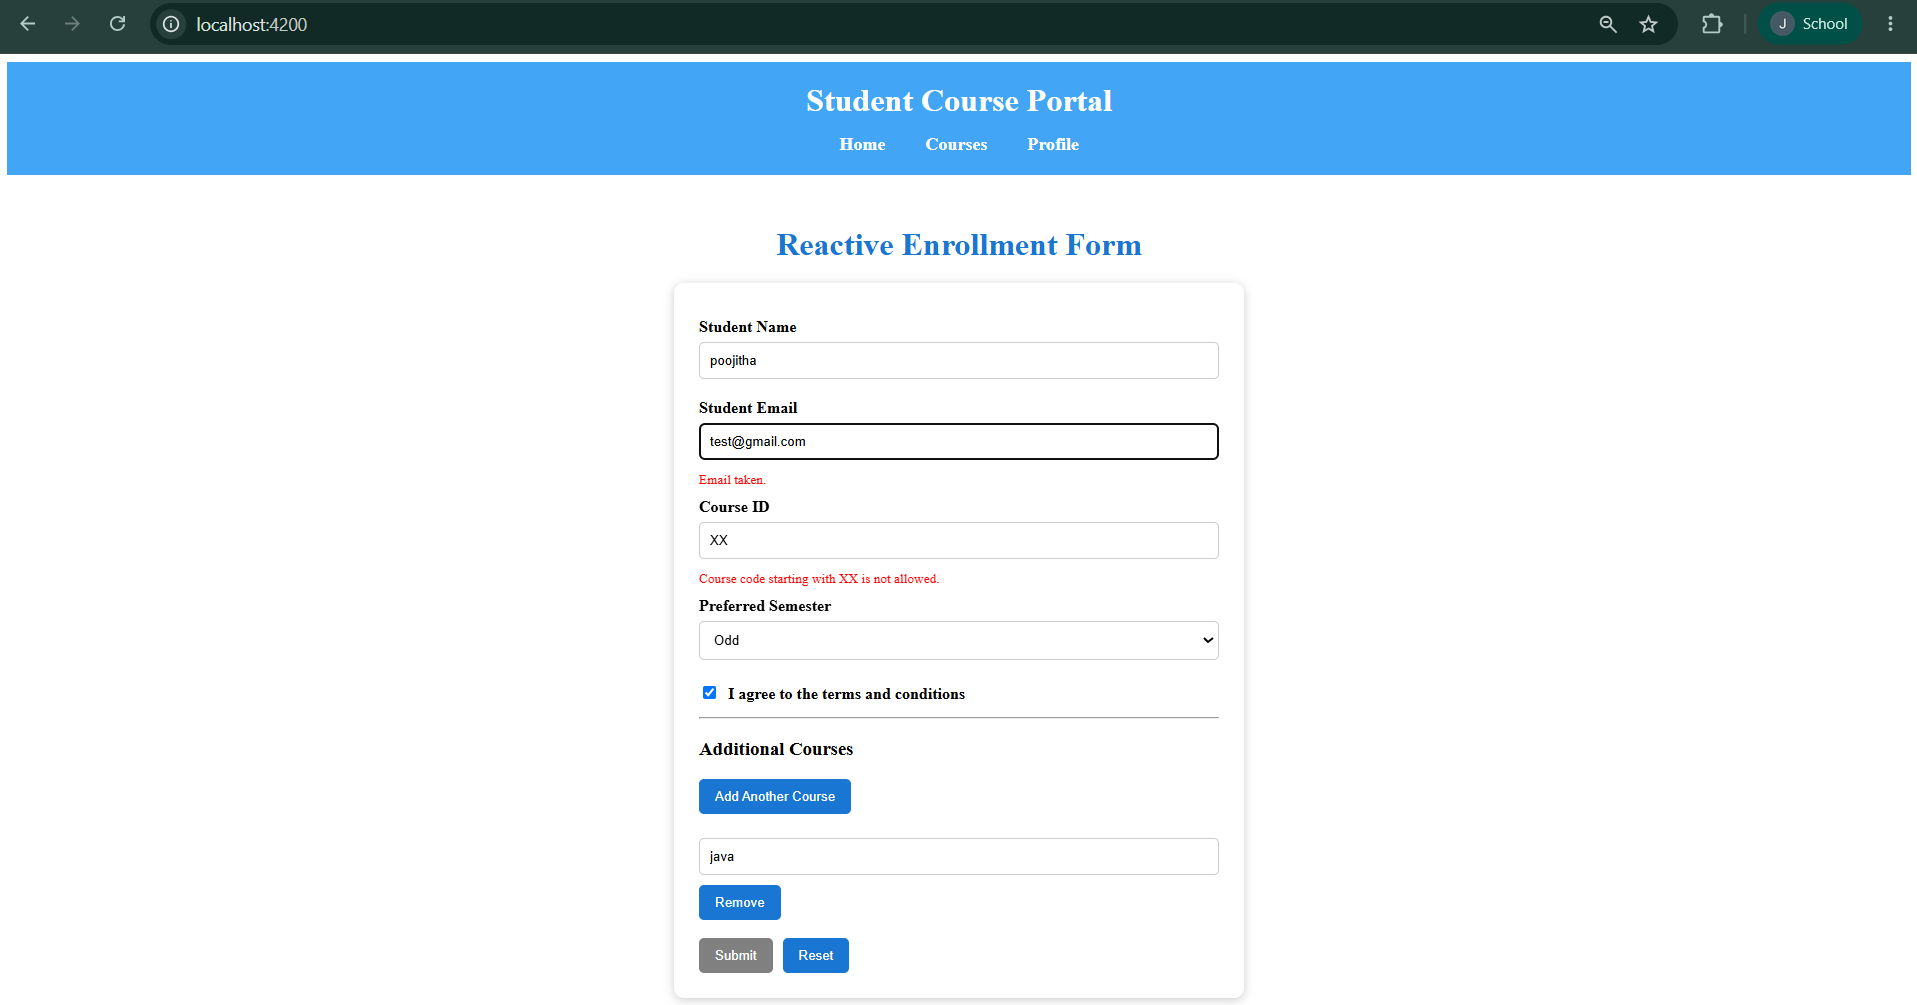 localhost:4200
J School
Student Course Portal
Home Courses Profile
Reactive Enrollment Form
Student Name
poojitha
Student Email
test@gmail.com
Email taken.
Course ID
XX
Course code starting with XX is not allowed.
Preferred Semester
Odd
I agree to the terms and conditions
Additional Courses
Add Another Course
java
Remove
Submit Reset